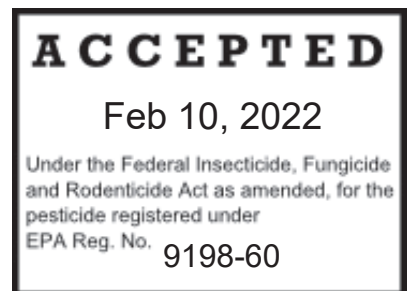 ACCEPTED
Feb 10, 2022
Under the Federal Insecticide, Fungicide
and Rodenticide Act as amended, for the
pesticide registered under
EPA Reg. No. 9198-60